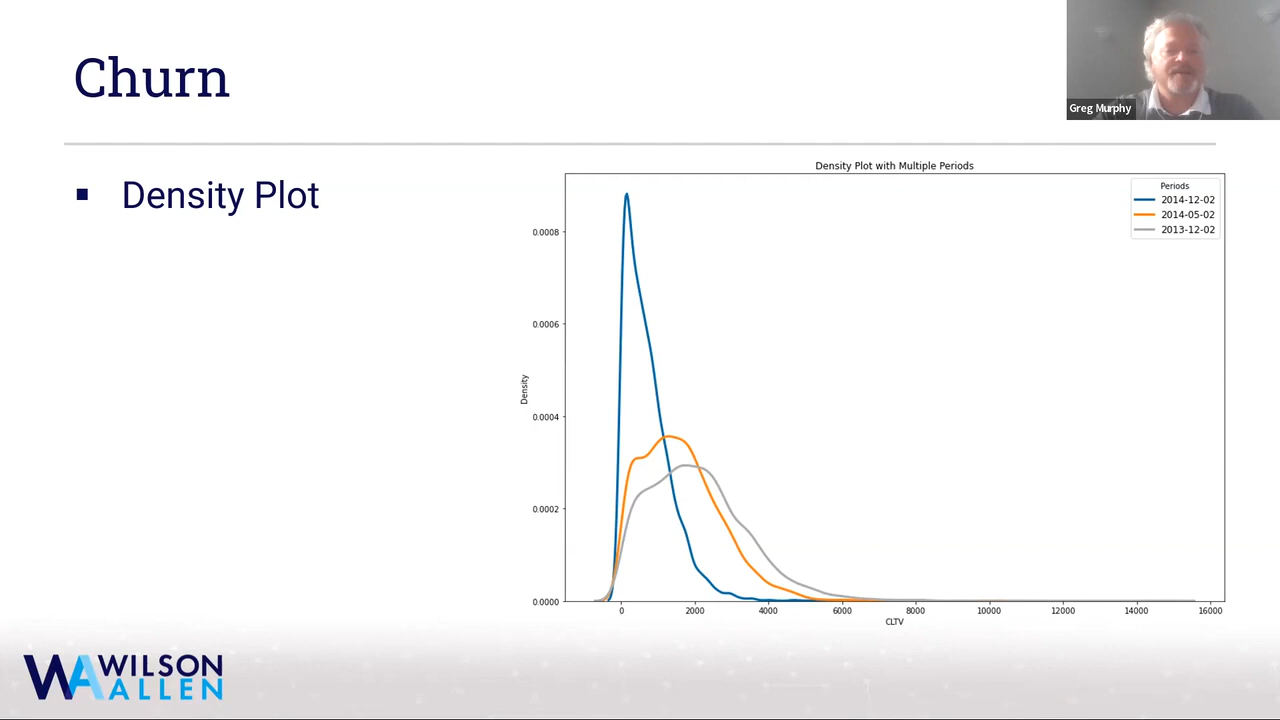 Churn
Greg Murphy
▪ Density Plot
Density Plot with Multiple Periods
Periods
2014-12-02
2014-05-02
2013-12-02
Density
0.0008
0.0006
0.0004
0.0002
0.0000
0 2000 4000 6000 8000 10000 12000 14000 16000
CLTV
WA WILSON
ALLEN